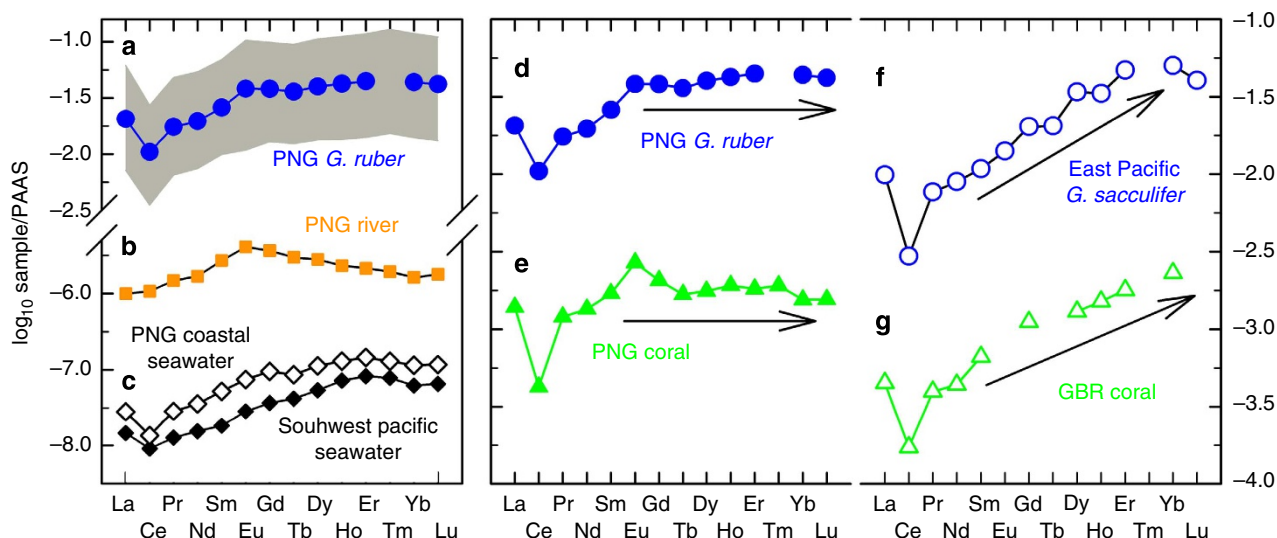 log10 sample/PAAS
–1.0
–1.5
–2.0
–2.5
–6.0
–7.0
–8.0
a
PNG G. ruber
PNG river
b
PNG coastal
seawater
c
Souhwest pacific
seawater
d
PNG G. ruber
e
PNG coral
f
East Pacific
G. sacculifer
g
GBR coral
–1.0
–1.5
–2.0
–2.5
–3.0
–3.5
–4.0
La Pr Sm Gd Dy Er Yb
Ce Nd Eu Tb Ho Tm Lu
La Pr Sm Gd Dy Er Yb
Ce Nd Eu Tb Ho Tm Lu
La Pr Sm Gd Dy Er Yb
Ce Nd Eu Tb Ho Tm Lu